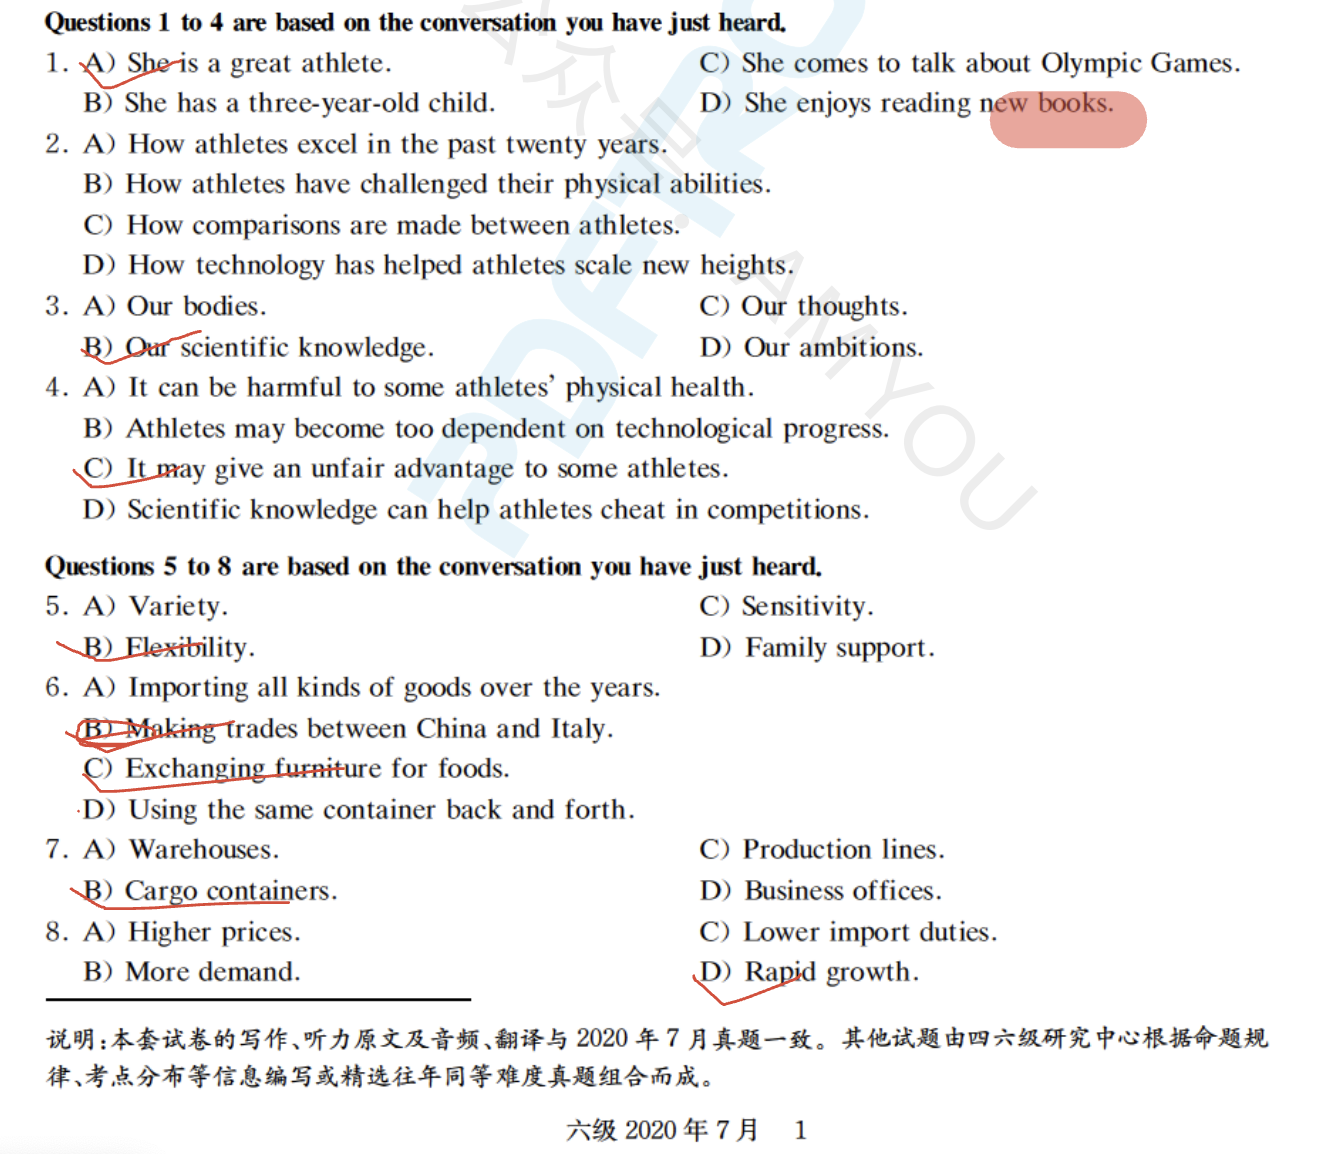 Questions 1 to 4 are based on the conversation you have just heard.
1. A) She is a great athlete. C) She comes to talk about Olympic Games.
B) She has a three-year-old child. D) She enjoys reading new books.
2. A) How athletes excel in the past twenty years.
B) How athletes have challenged their physical abilities.
C) How comparisons are made between athletes.
D) How technology has helped athletes scale new heights.
3. A) Our bodies. C) Our thoughts.
B) Our scientific knowledge. D) Our ambitions.
4. A) It can be harmful to some athletes' physical health.
B) Athletes may become too dependent on technological progress.
C) It may give an unfair advantage to some athletes.
D) Scientific knowledge can help athletes cheat in competitions.
Questions 5 to 8 are based on the conversation you have just heard.
5. A) Variety. C) Sensitivity.
B) Flexibility. D) Family support.
6. A) Importing all kinds of goods over the years.
B) Making trades between China and Italy.
C) Exchanging furniture for foods.
D) Using the same container back and forth.
7. A) Warehouses. C) Production lines.
B) Cargo containers. D) Business offices.
8. A) Higher prices. C) Lower import duties.
B) More demand. D) Rapid growth.
说明:本套试卷的写作、听力原文及音频、翻译与 2020 年 7 月真题一致。其他试题由四六级研究中心根据命题规
律、考点分布等信息编写或精选往年同等难度真题组合而成。
六级 2020 年 7 月 1
公众号·AMYOU
PDF PRO